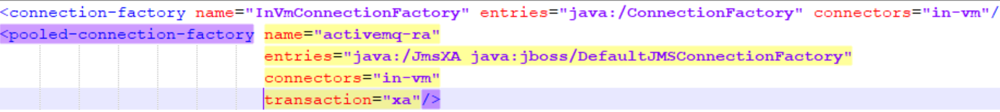 <connection-factory name="InVmConnectionFactory" entries="java:/ConnectionFactory" connectors="in-vm"/
<pooled-connection-factory name="activemq-ra"
entries="java:/JmsXA java:jboss/DefaultJMSConnectionFactory"
connectors="in-vm"
transaction="xa"/>